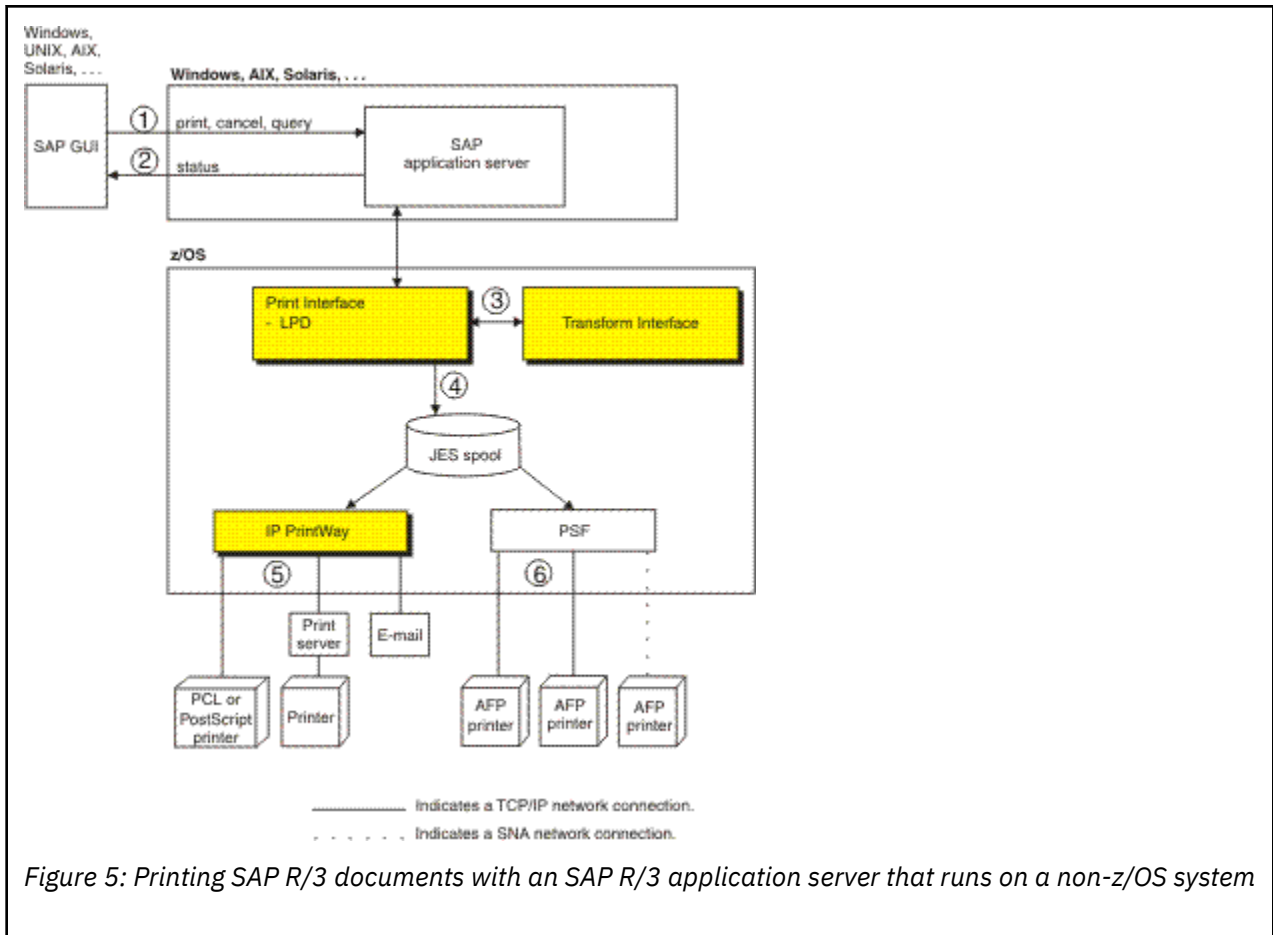 Windows,
UNIX, AIX,
Solaris, . . .
Windows, AIX, Solaris, . . .
SAP GUI
1
print, cancel, query
2
status
SAP
application server
z/OS
Print Interface
- LPD
3
Transform Interface
4
JES spool
IP PrintWay
PSF
5
6
Print
server
E-mail
PCL or
PostScript
printer
Printer
AFP
printer
AFP
printer
AFP
printer
Indicates a TCP/IP network connection.
Indicates a SNA network connection.
Figure 5: Printing SAP R/3 documents with an SAP R/3 application server that runs on a non-z/OS system